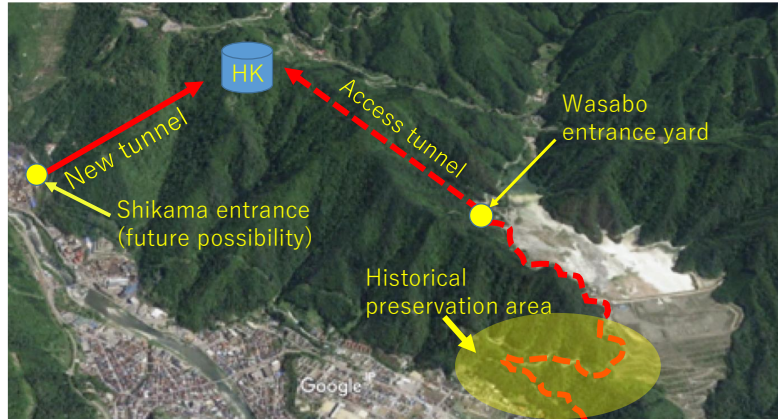 HK
New tunnel
Access tunnel
Wasabo
entrance yard
Shikama entrance
(future possibility)
Historical
preservation area
Google